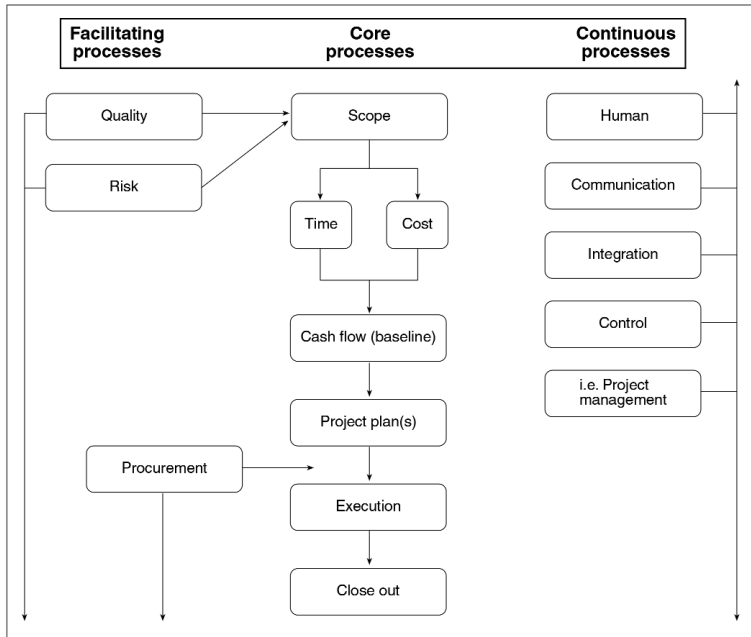 Facilitating
processes
Core
processes
Continuous
processes
Quality
Scope
Human
Risk
Communication
Time
Cost
Integration
Cash flow (baseline)
Control
i.e. Project
management
Project plan(s)
Procurement
Execution
Close out